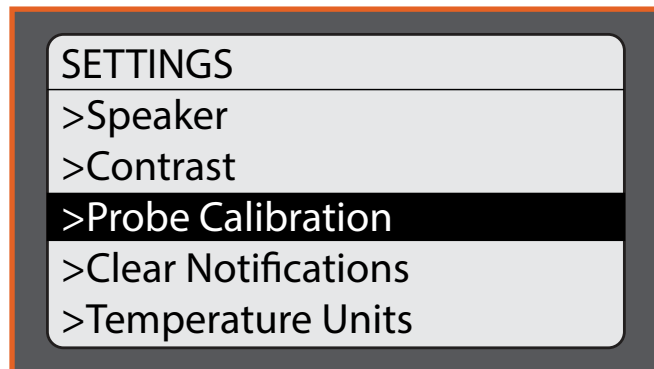 SETTINGS
>Speaker
>Contrast
>Probe Calibration
>Clear Notifications
>Temperature Units